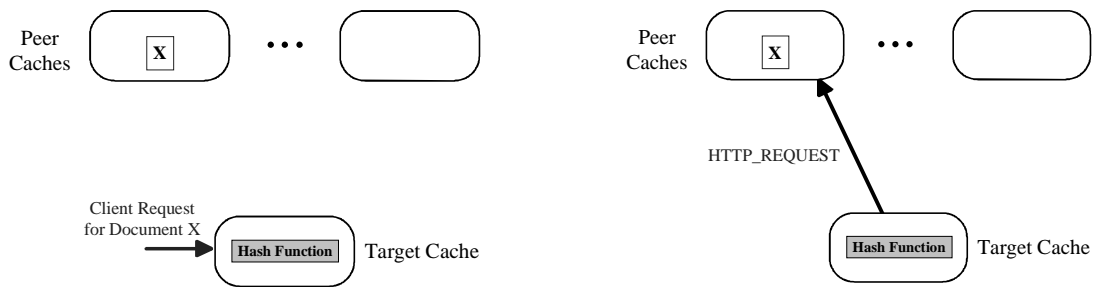 Peer
Caches
X
•••
Client Request
for Document X
Hash Function
Target Cache
Peer
Caches
X
•••
HTTP_REQUEST
Hash Function
Target Cache